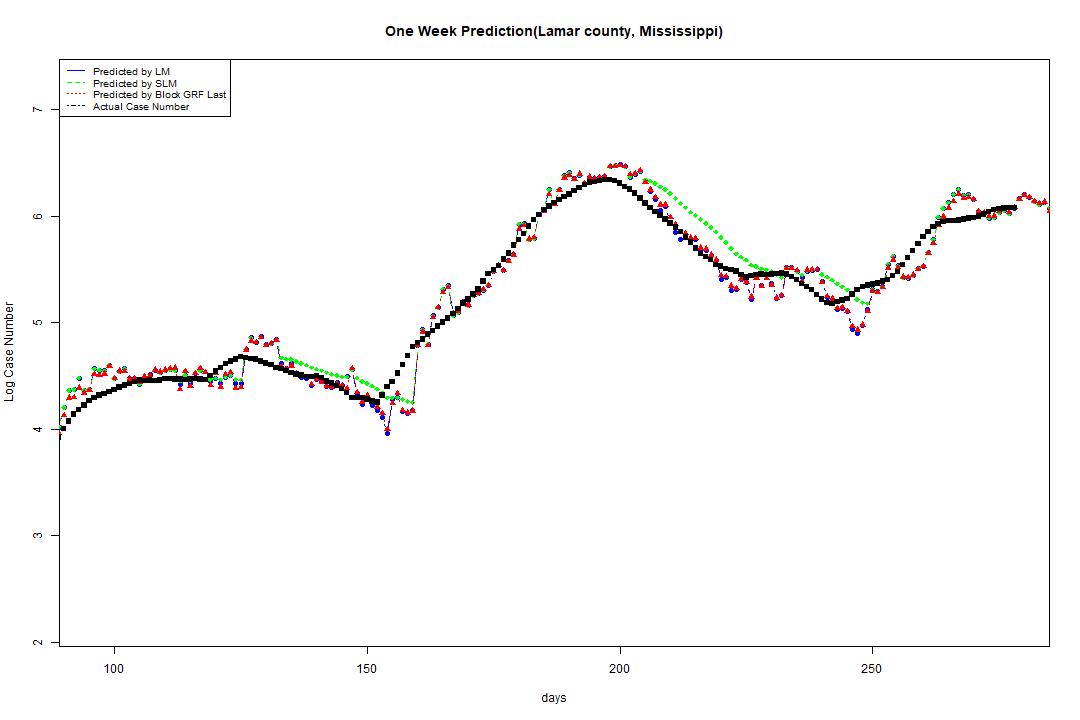 One Week Prediction(Lamar county, Mississippi)
Predicted by LM
Predicted by SLM
Predicted by Block GRF Last
Actual Case Number
7
6
5
4
3
2
Log Case Number
100 150 200 250
days